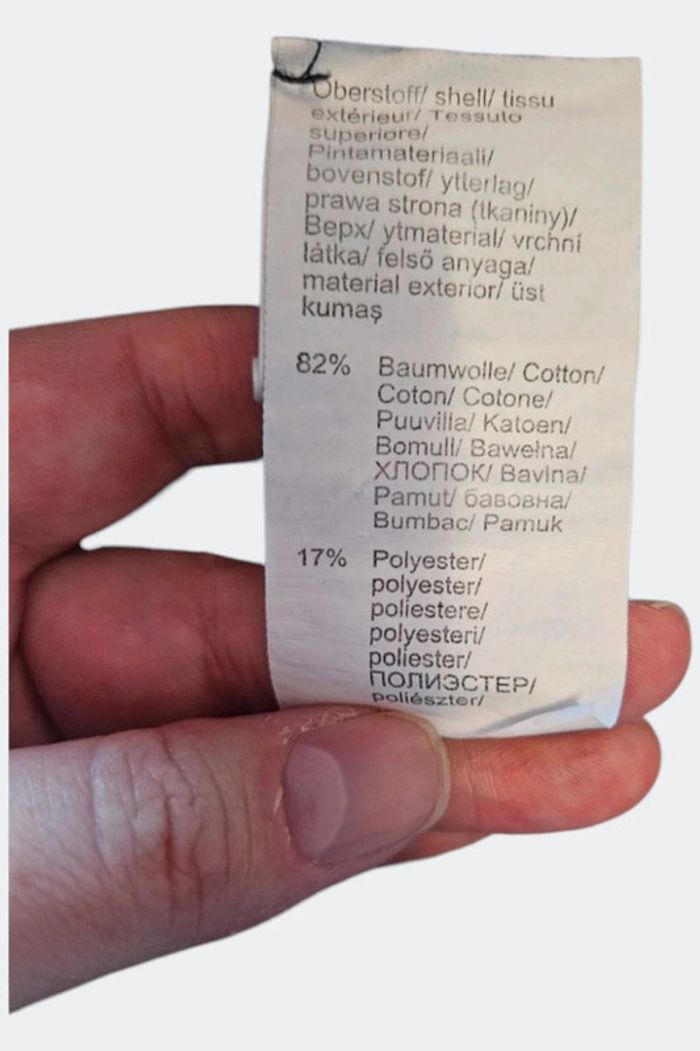 Oberstoff/ shell/ tissu
extérieur/ Tessuto
superiore/
Pintamateriaali/
bovenstof/ ytterlag/
prawa strona (tkaniny)/
Верх/ ytmaterial/ vrchní
látka/ felső anyaga/
material exterior/ üst
kumaş
82% Baumwolle/ Cotton/
Coton/ Cotone/
Puuvilla/ Katoen/
Bomull/ Bawełna/
ХЛОПОК/ Bavlna/
Pamut/ бавовна/
Bumbac/ Pamuk
17% Polyester/
polyester/
poliestere/
polyesteri/
poliester/
ПОЛИЭСТЕР/
poliészter/